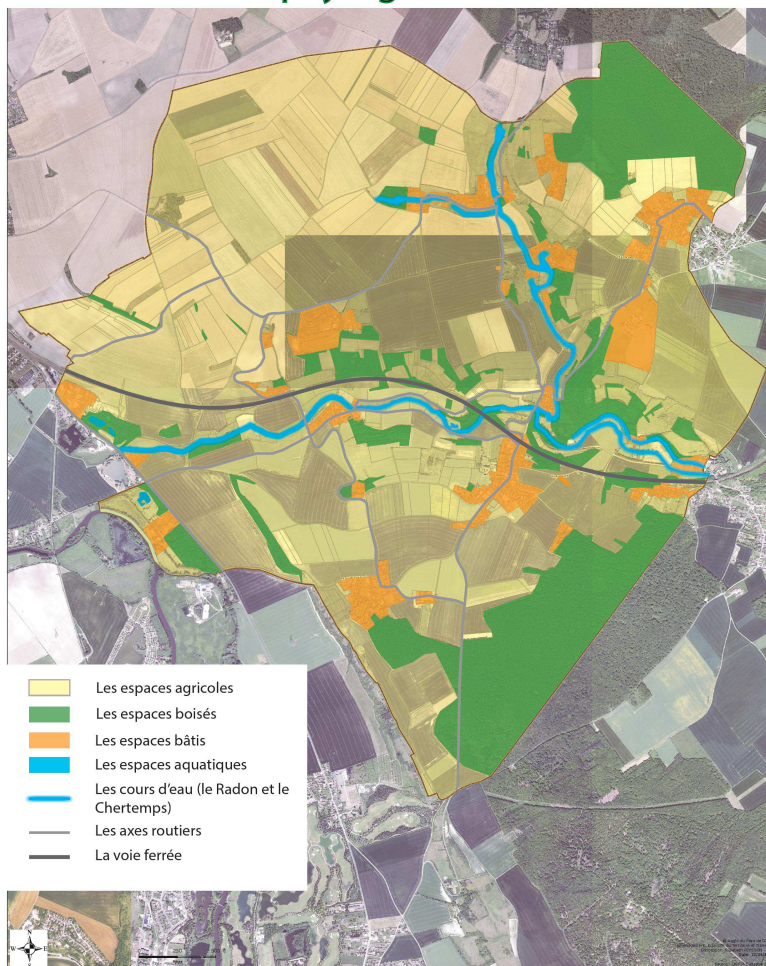 Les espaces agricoles
Les espaces boisés
Les espaces bâtis
Les espaces aquatiques
Les cours d'eau (le Radon et le
Chertemps)
Les axes routiers
La voie ferrée
N
W
E